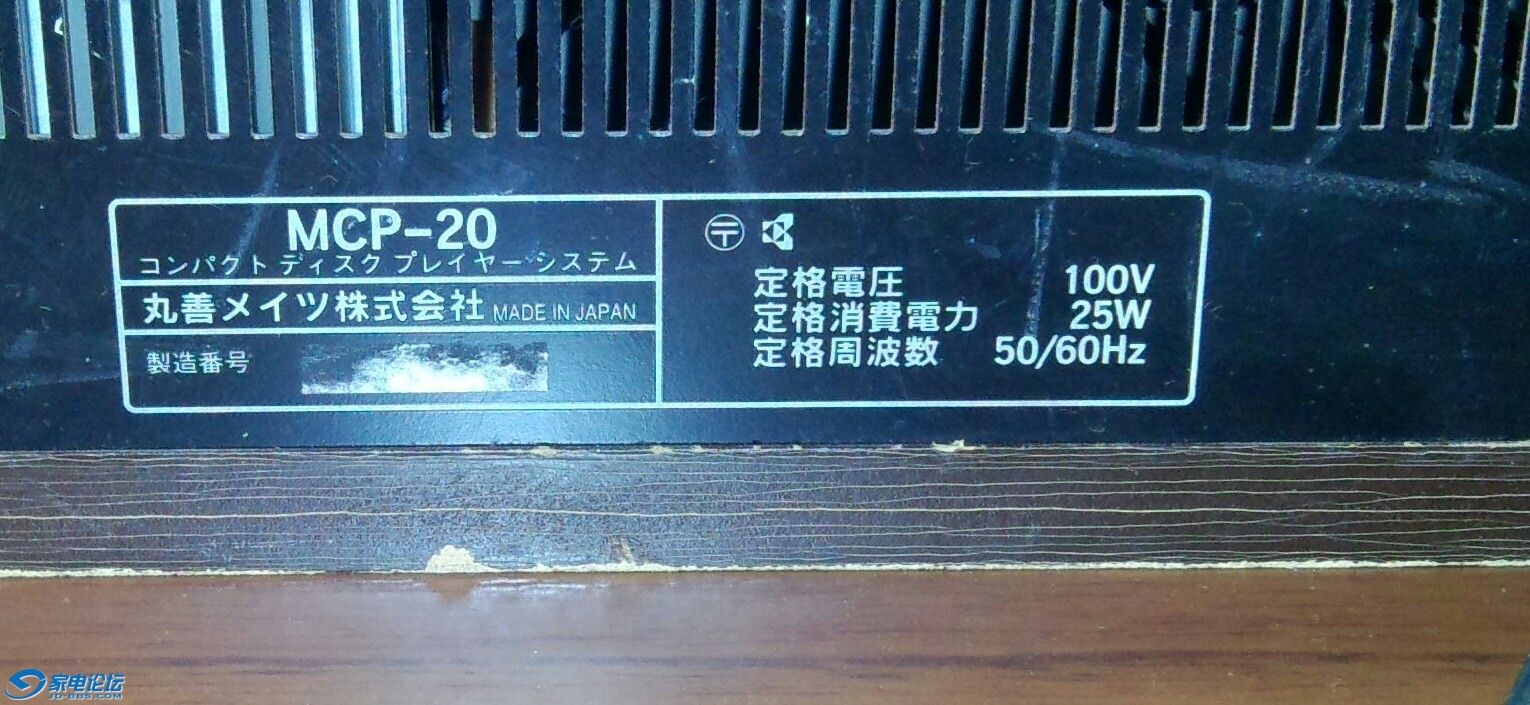 MCP-20
コンパクト ディスク プレイヤーシステム
丸善メイツ株式会社 MADE IN JAPAN
製造番号
〒
定格電圧 100V
定格消費電力 25W
定格周波数 50/60Hz
家电论坛
JD-BBS.COM